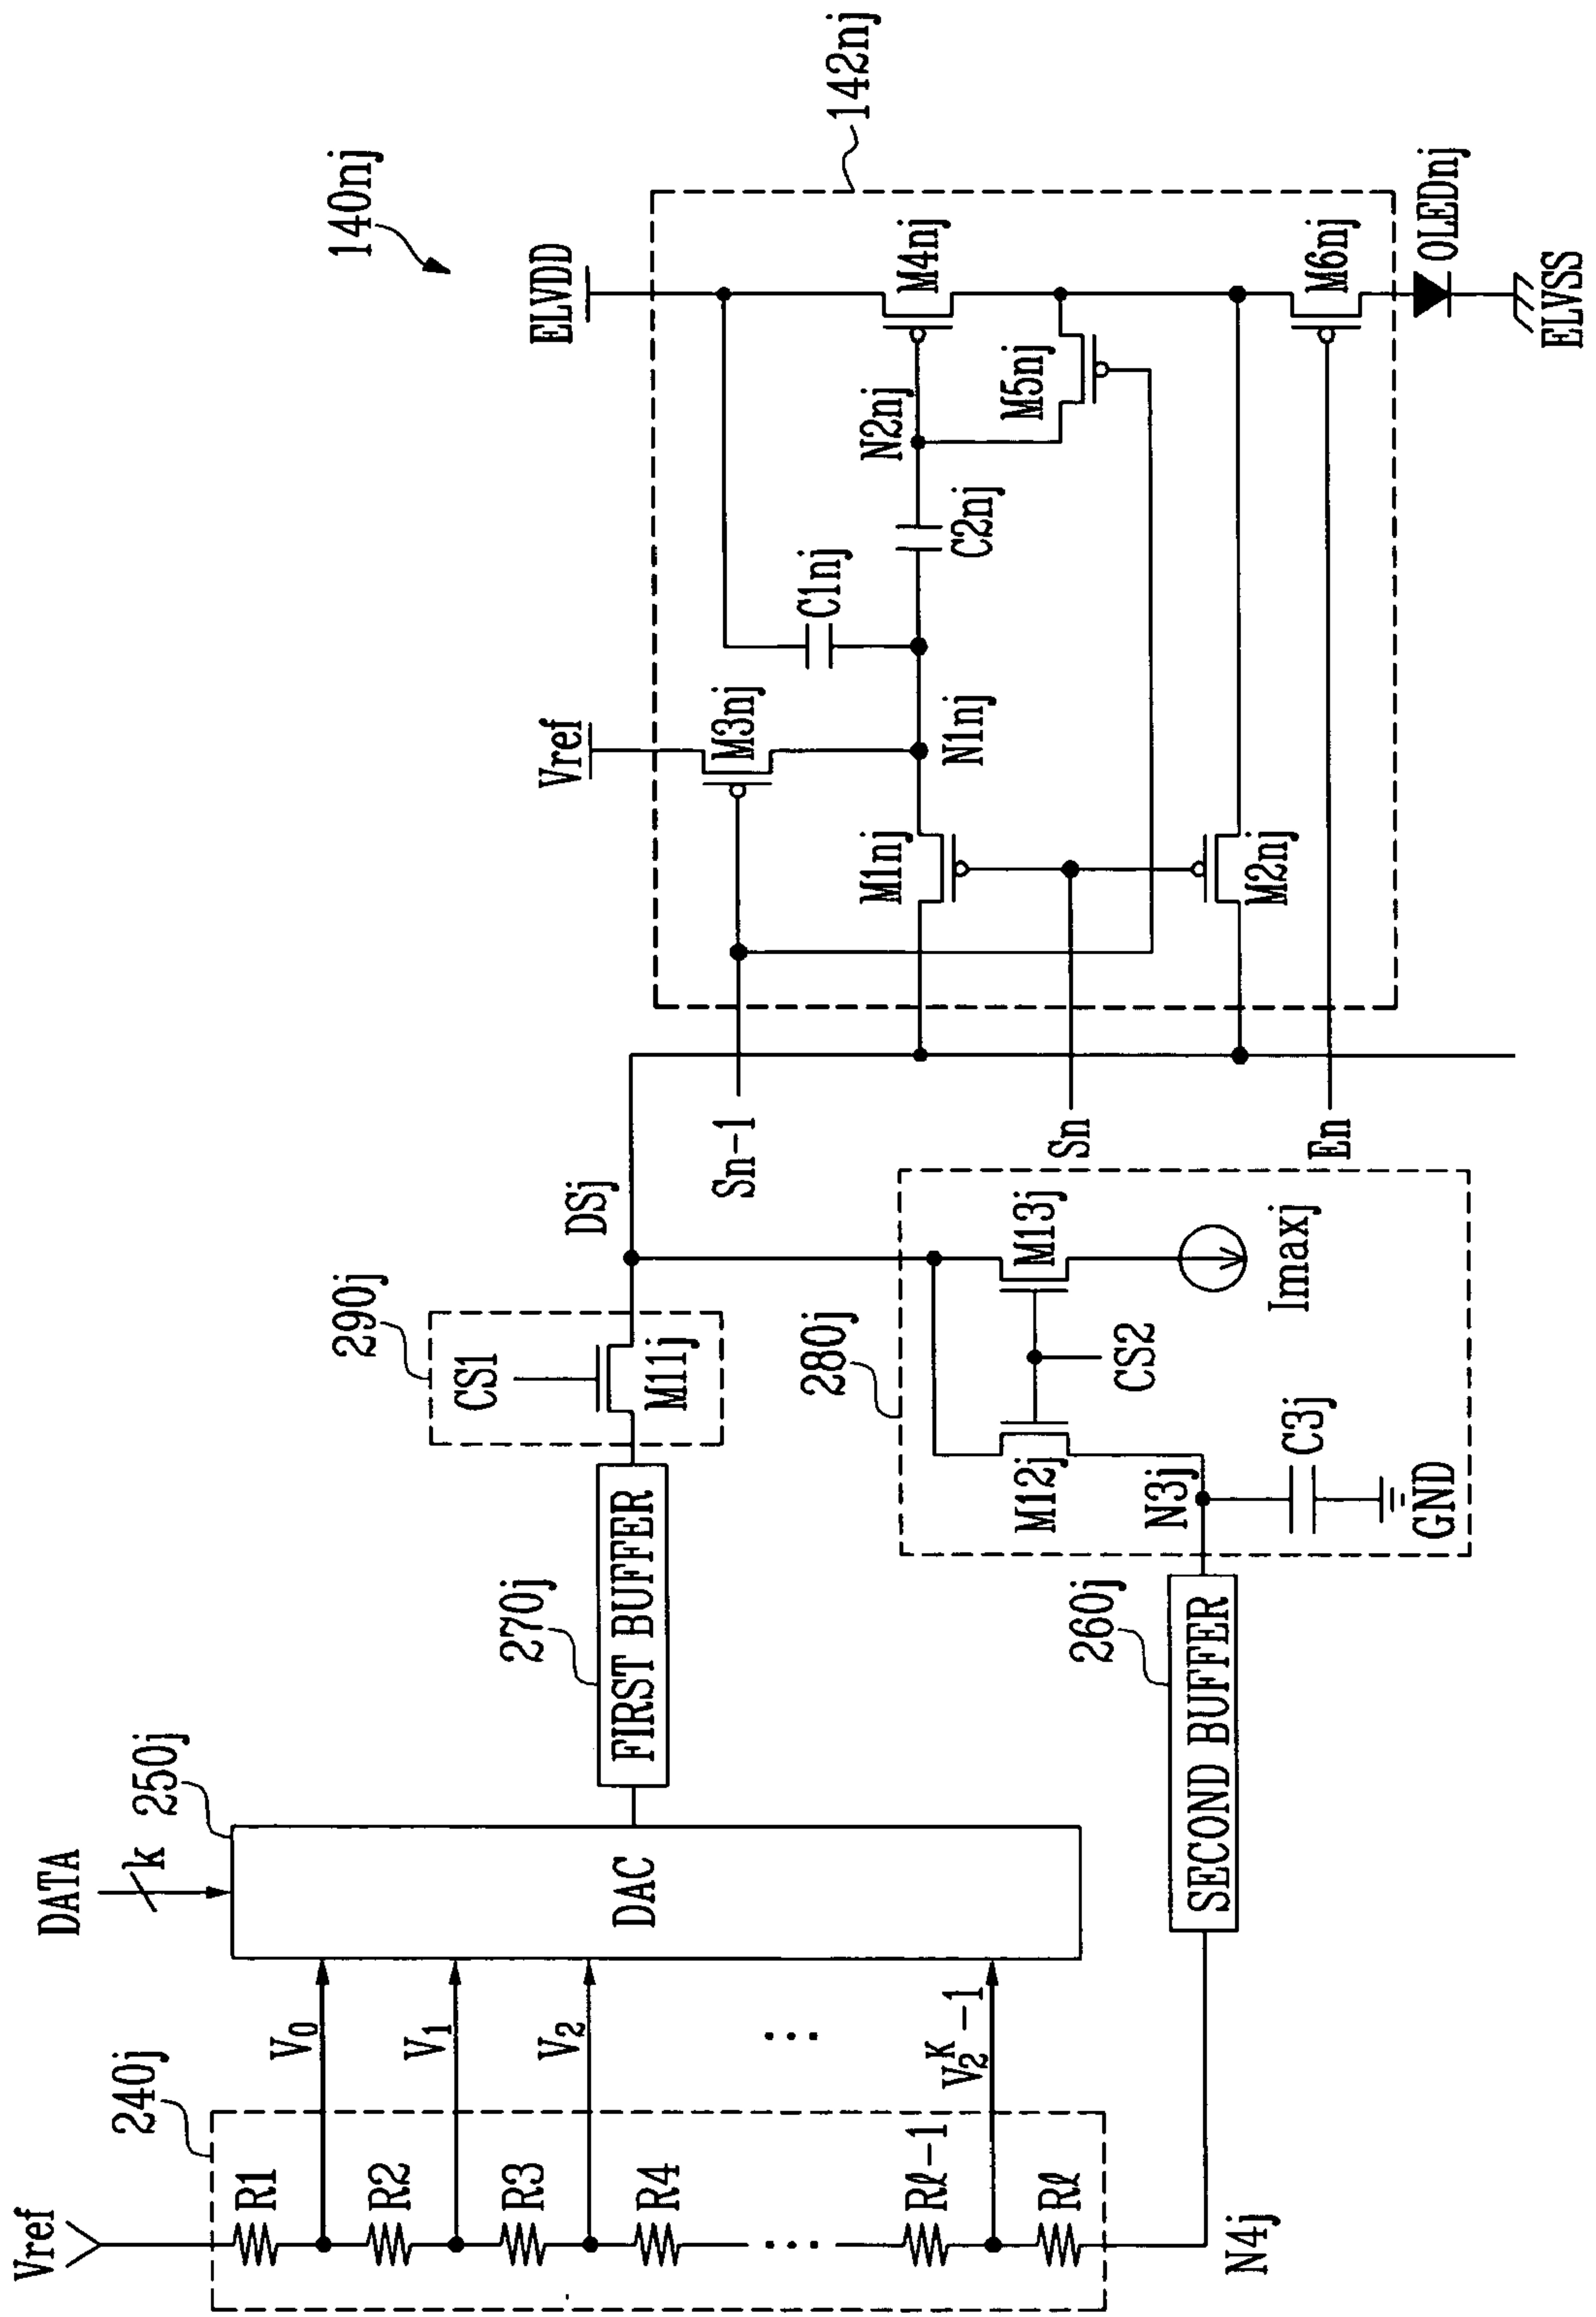 140nj
142nj
ELVDD
Vref
M3nj
C1nj
M4nj
N2nj
C2nj
M5nj
N1nj
M1nj
M2nj
M6nj
OLEDnj
ELVSS
Sn-1
Sn
En
DSj
290j
CS1
M11j
280j
M13j
Imaxj
CS2
M12j
N3j
C3j
GND
270j
FIRST BUFFER
260j
SECOND BUFFER
250j
DATA
k
DAC
V0
V1
V2
...
V2^K-1
240j
Vref
R1
R2
R3
R4
...
Rℓ-1
Rℓ
N4j